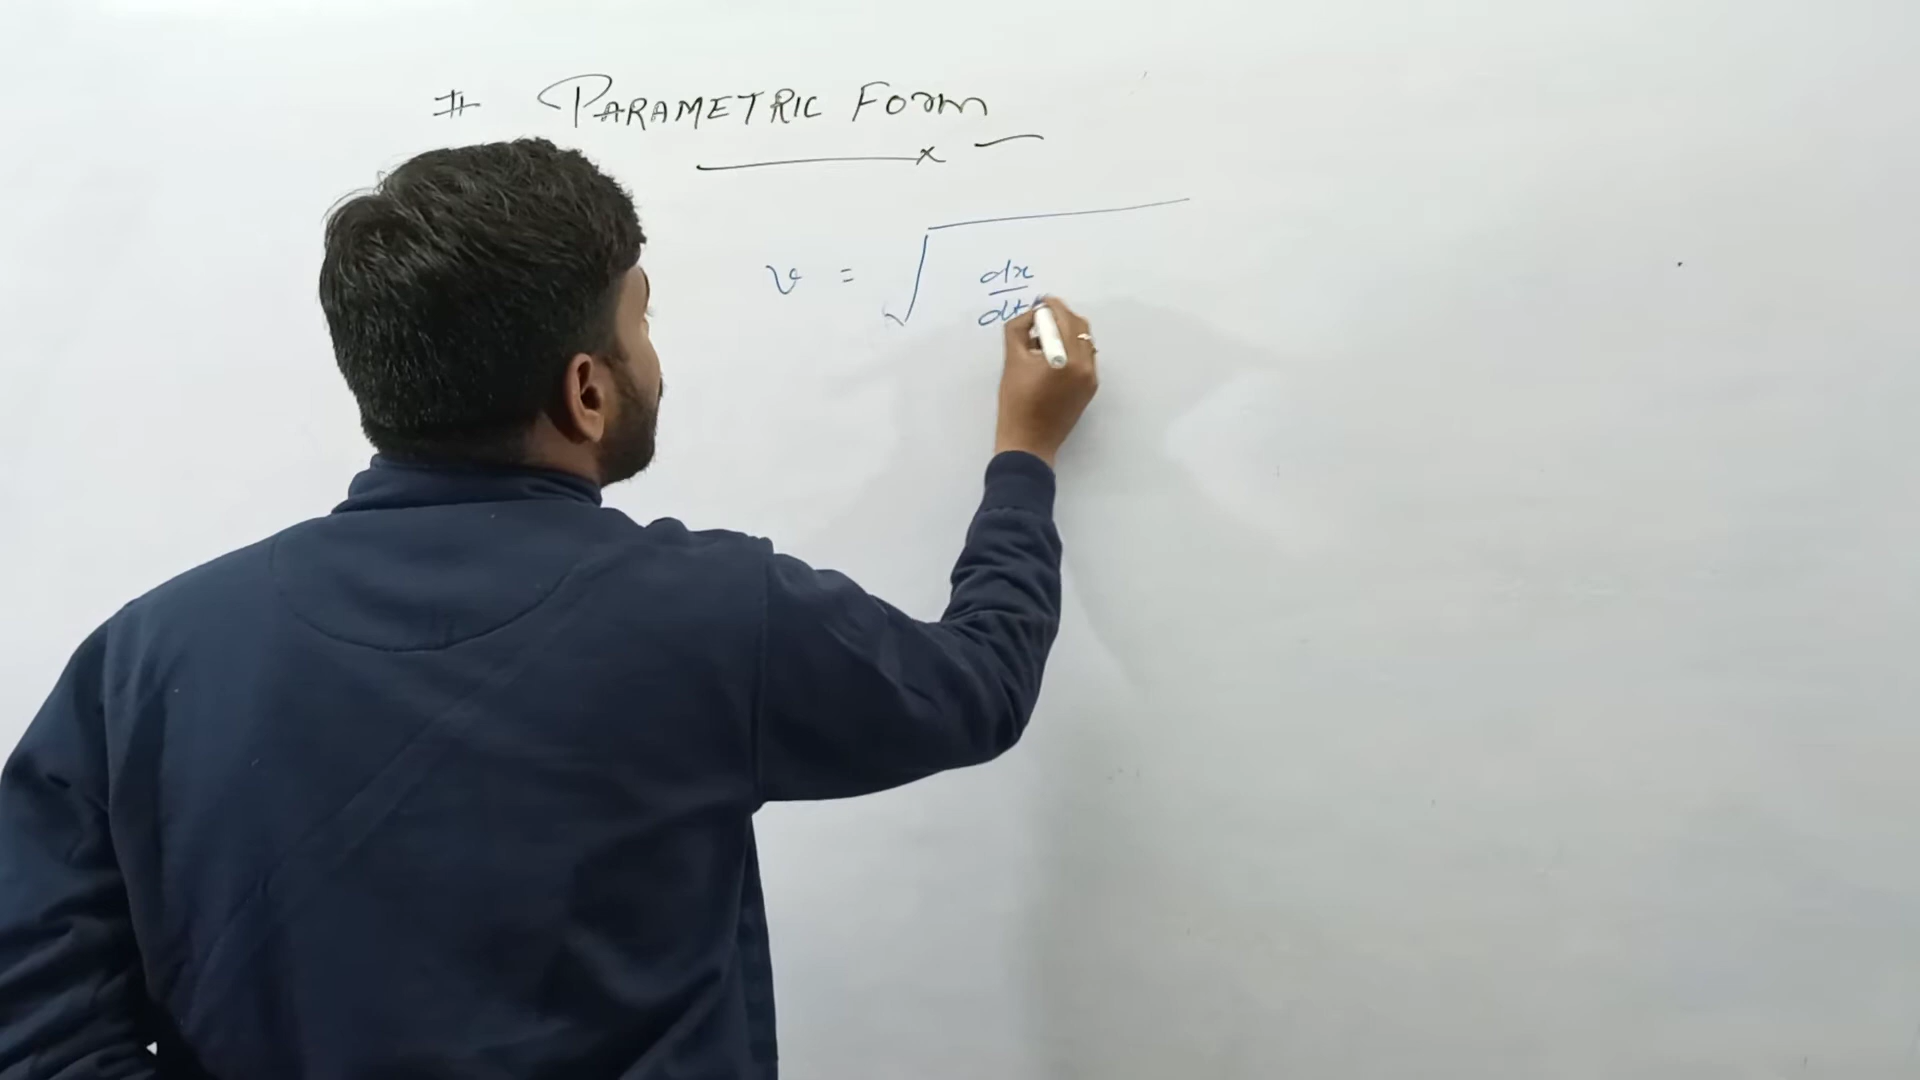 # PARAMETRIC FORM
v = √ dx/dt